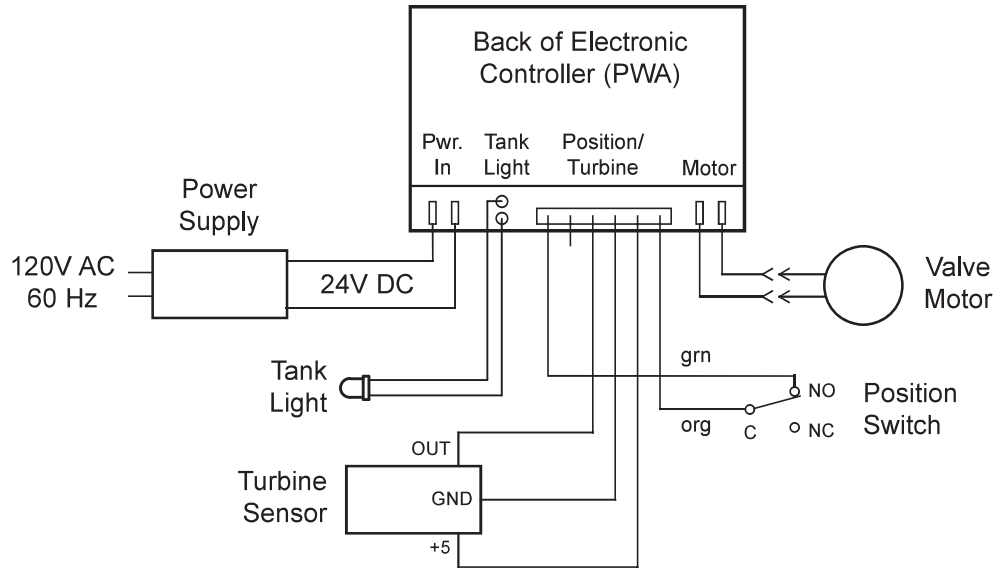 Back of Electronic
Controller (PWA)
Pwr.
In
Tank
Light
Position/
Turbine
Motor
Power
Supply
120V AC
60 Hz
24V DC
Valve
Motor
Tank
Light
grn
org
C
NO
NC
Position
Switch
Turbine
Sensor
OUT
GND
+5